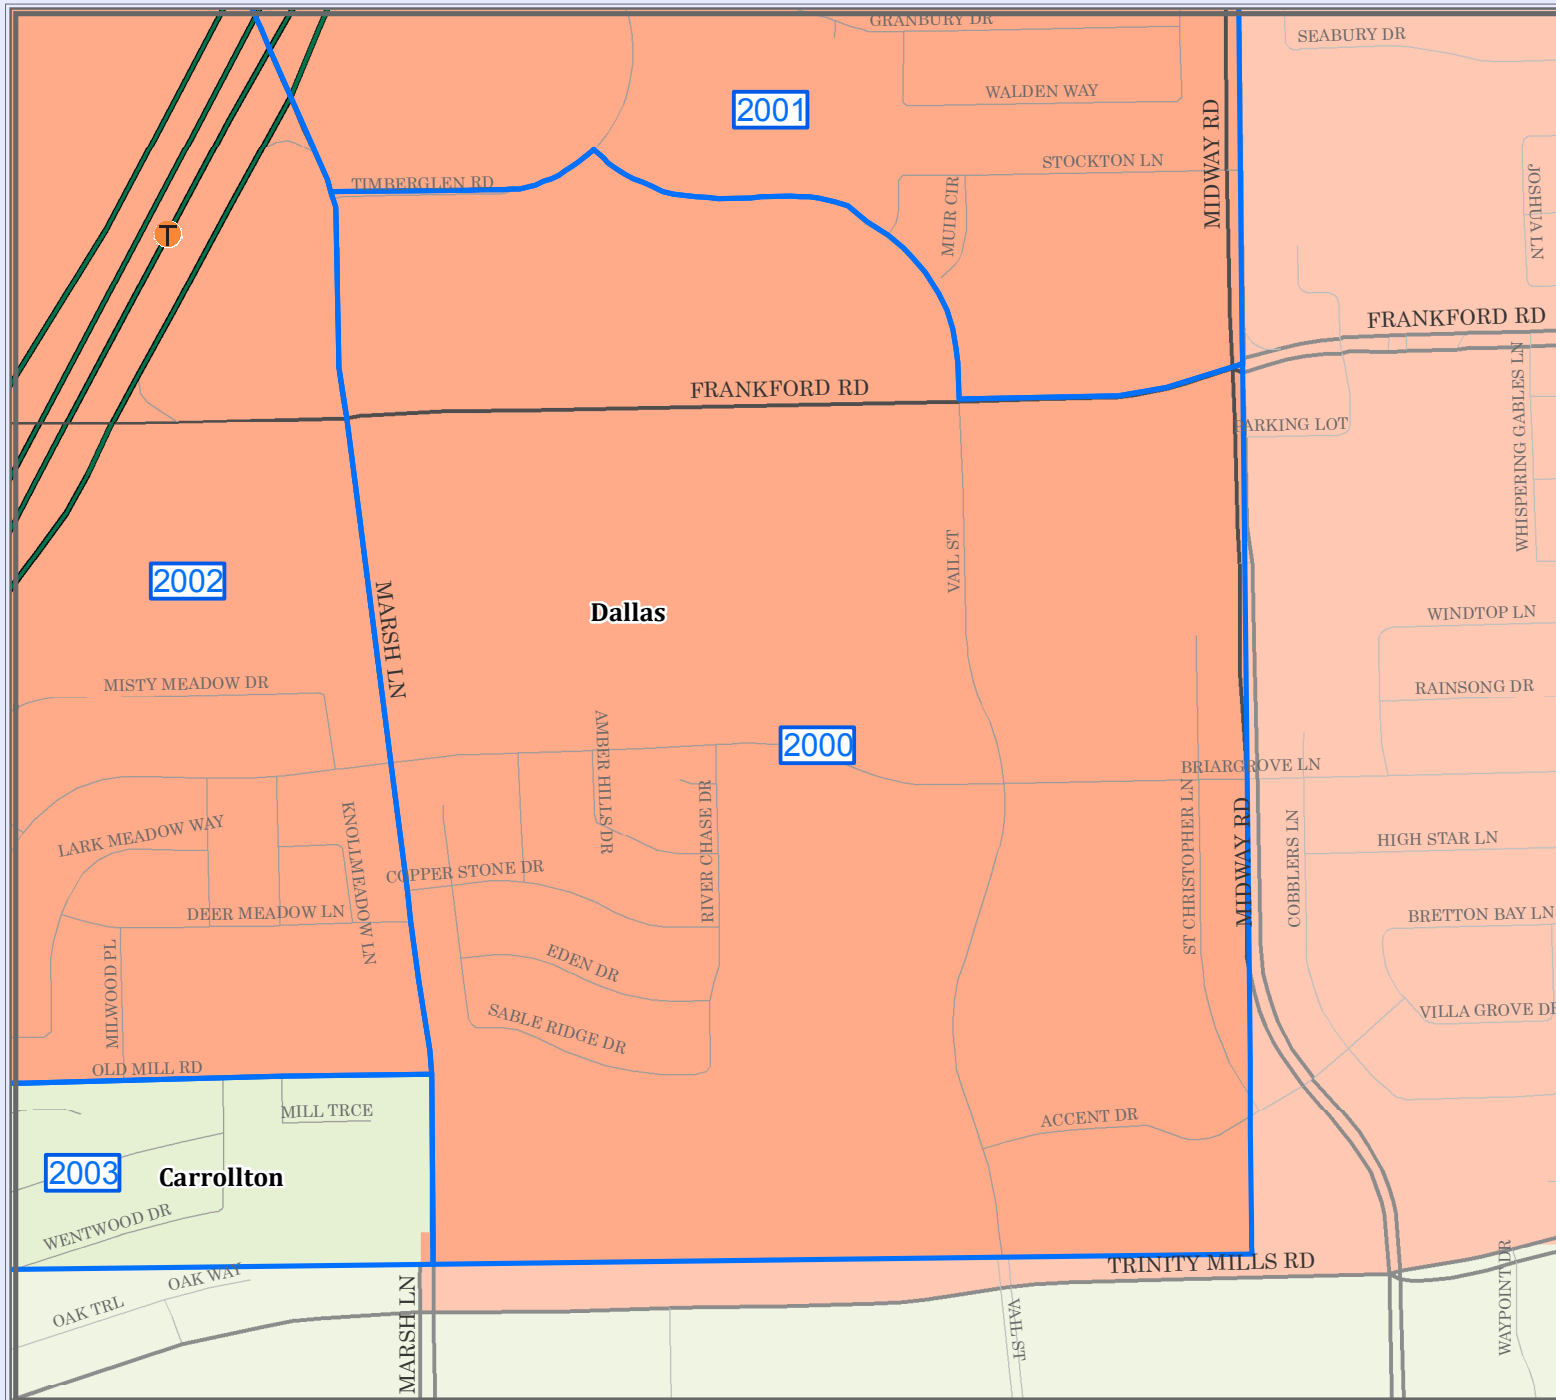 GRANBURY DR
SEABURY DR
WALDEN WAY
2001
MIDWAY RD
STOCKTON LN
TIMBERGLEN RD
MUIR CIR
JOSHUA LN
T
FRANKFORD RD
FRANKFORD RD
WHISPERING GABLES LN
PARKING LOT
VAIL ST
2002
MARSH LN
Dallas
WINDTOP LN
MISTY MEADOW DR
RAINSONG DR
AMBER HILLS DR
2000
BRIARGROVE LN
LARK MEADOW WAY
KNOLLMEADOW LN
RIVER CHASE DR
ST CHRISTOPHER LN
MIDWAY RD
COBBLERS LN
HIGH STAR LN
COPPER STONE DR
DEER MEADOW LN
BRETTON BAY LN
MILWOOD PL
EDEN DR
SABLE RIDGE DR
VILLA GROVE DR
OLD MILL RD
MILL TRCE
ACCENT DR
2003
Carrollton
WENTWOOD DR
TRINITY MILLS RD
OAK WAY
OAK TRL
MARSH LN
VAIL ST
WAYPOINT DR